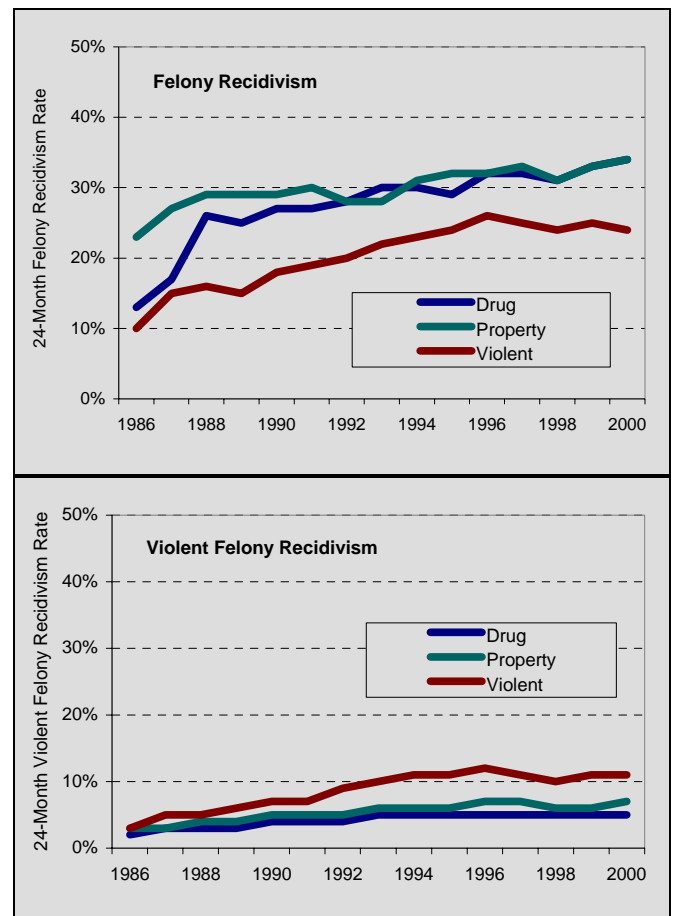 50%
Felony Recidivism
40%
30%
20%
10%
0%
24-Month Felony Recidivism Rate
Drug
Property
Violent
1986 1988 1990 1992 1994 1996 1998 2000
50%
Violent Felony Recidivism
40%
30%
20%
10%
0%
24-Month Violent Felony Recidivism Rate
Drug
Property
Violent
1986 1988 1990 1992 1994 1996 1998 2000